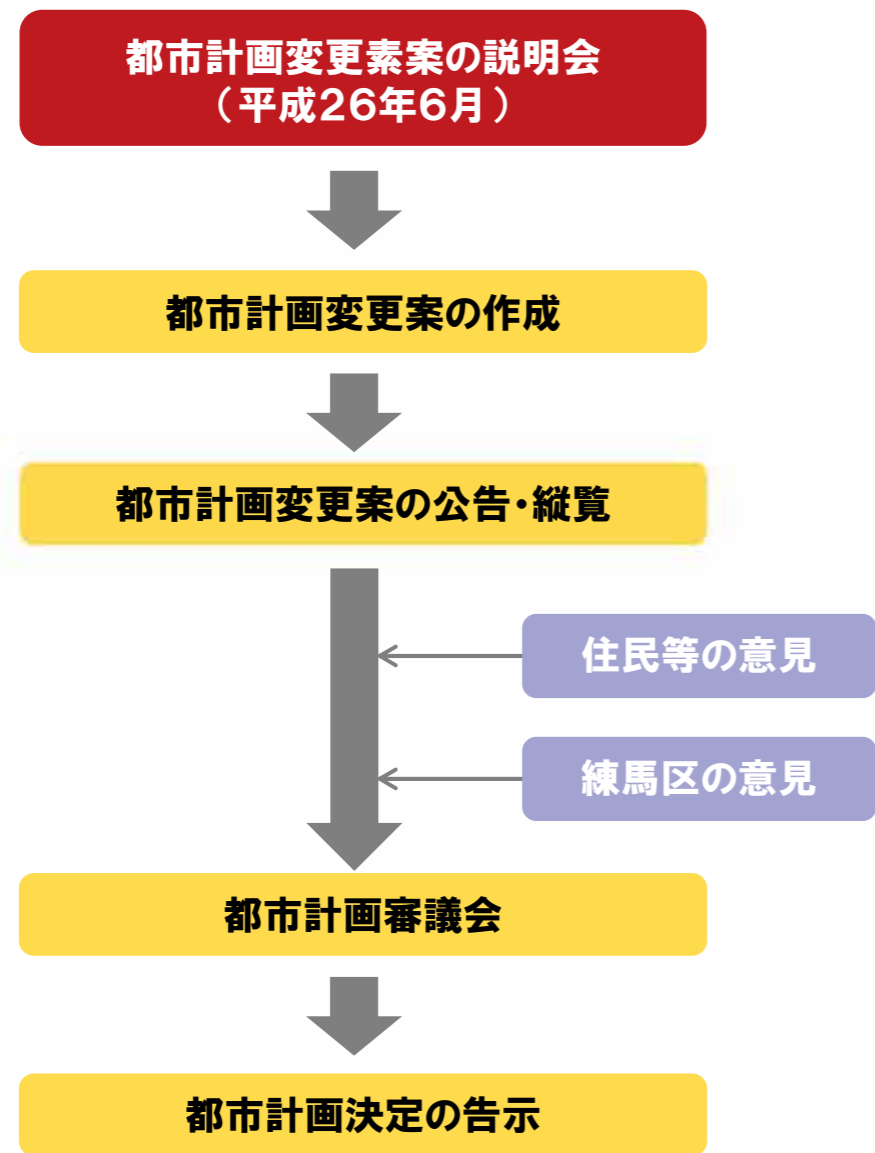 都市計画変更素案の説明会
（平成26年6月）
都市計画変更案の作成
都市計画変更案の公告・縦覧
住民等の意見
練馬区の意見
都市計画審議会
都市計画決定の告示